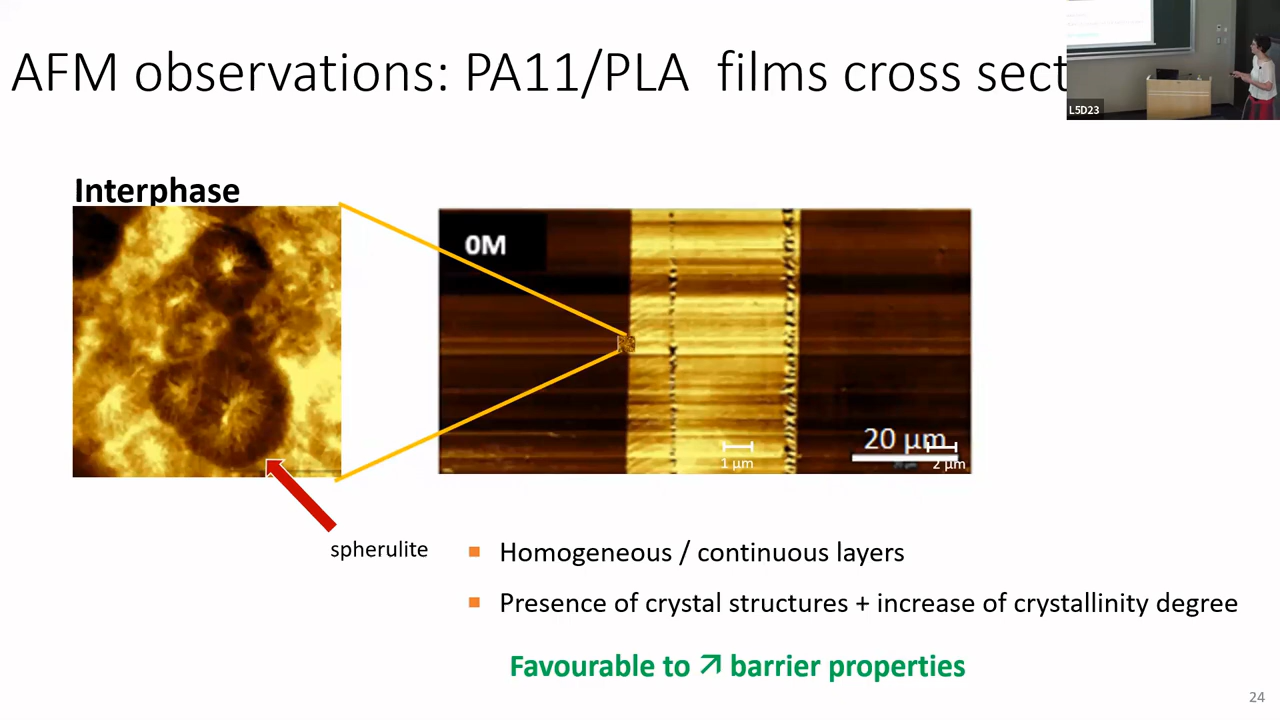 AFM observations: PA11/PLA films cross sect
L5D23
Interphase
0M
20 µm
1 µm
2 µm
spherulite
Homogeneous / continuous layers
Presence of crystal structures + increase of crystallinity degree
Favourable to ↗ barrier properties
24